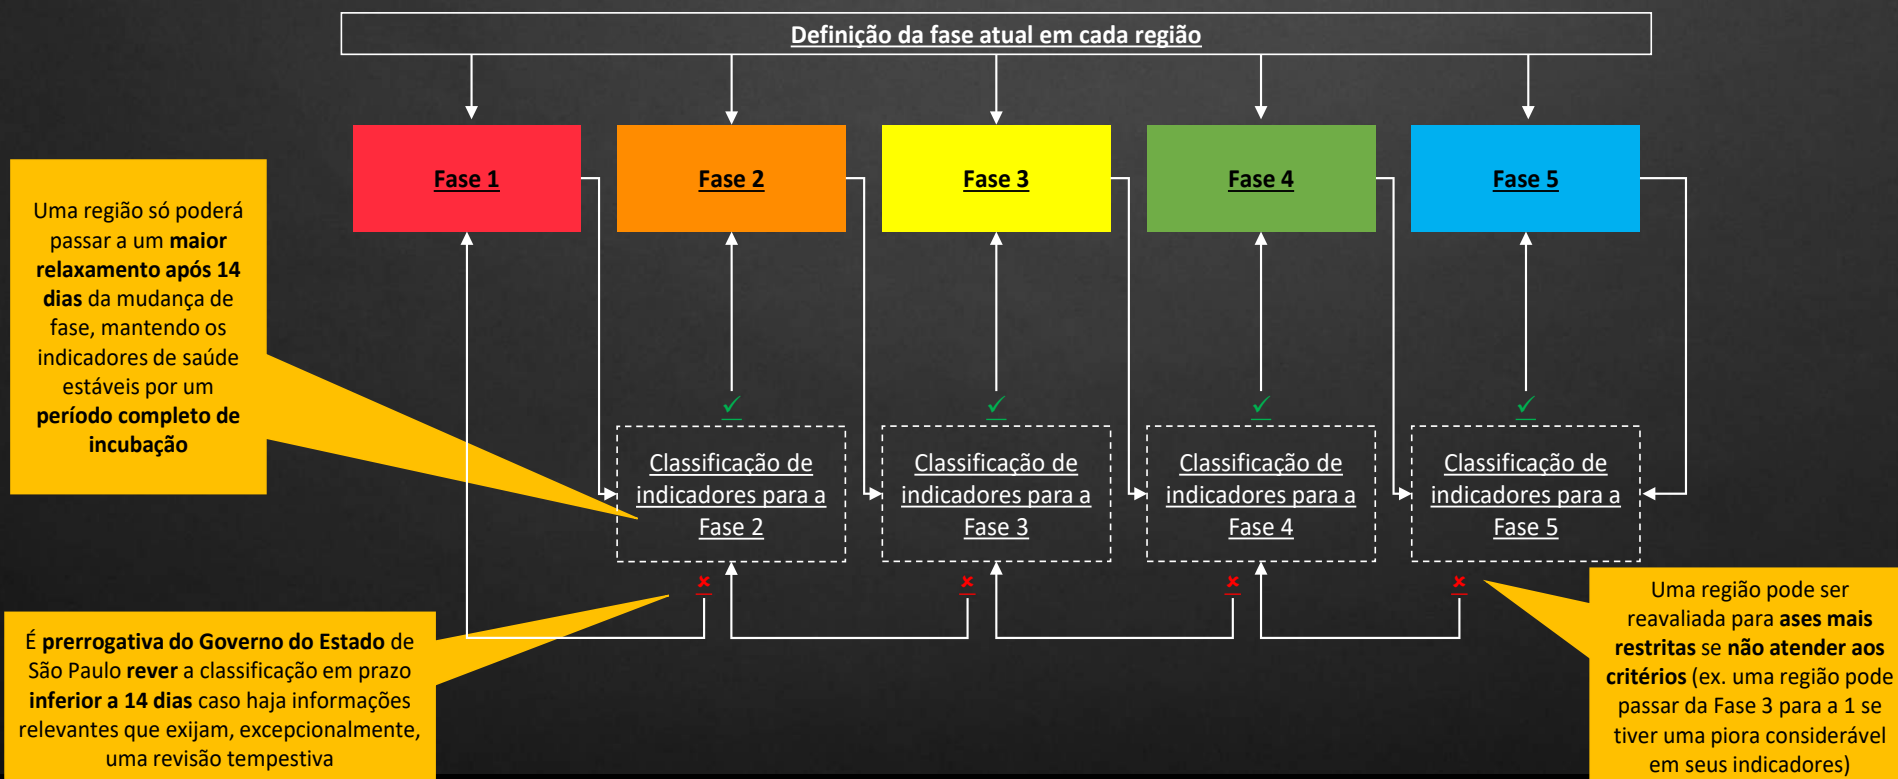 Definição da fase atual em cada região
Fase 1
Fase 2
Fase 3
Fase 4
Fase 5
Uma região só poderá
passar a um maior
relaxamento após 14
dias da mudança de
fase, mantendo os
indicadores de saúde
estáveis por um
período completo de
incubação
✓
✓
✓
✓
Classificação de
indicadores para a
Fase 2
Classificação de
indicadores para a
Fase 3
Classificação de
indicadores para a
Fase 4
Classificação de
indicadores para a
Fase 5
×
×
×
×
É prerrogativa do Governo do Estado de
São Paulo rever a classificação em prazo
inferior a 14 dias caso haja informações
relevantes que exijam, excepcionalmente,
uma revisão tempestiva
Uma região pode ser
reavaliada para ases mais
restritas se não atender aos
critérios (ex. uma região pode
passar da Fase 3 para a 1 se
tiver uma piora considerável
em seus indicadores)